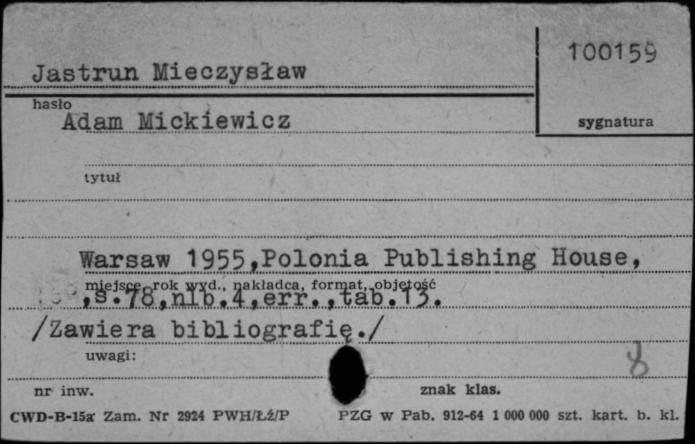 100159
Jastrun Mieczysław
hasło
Adam Mickiewicz
sygnatura
tytuł
Warsaw 1955,Polonia Publishing House,
miejsce, rok wyd., nakładca, format, objętość
,s.78,nlb.4,err.,tab.13.
/Zawiera bibliografię./
uwagi:
8
nr inw.
znak klas.
CWD-B-15a Zam. Nr 2924 PWH/Łż/P PZG w Pab. 912-64 1 000 000 szt. kart. b. kl.